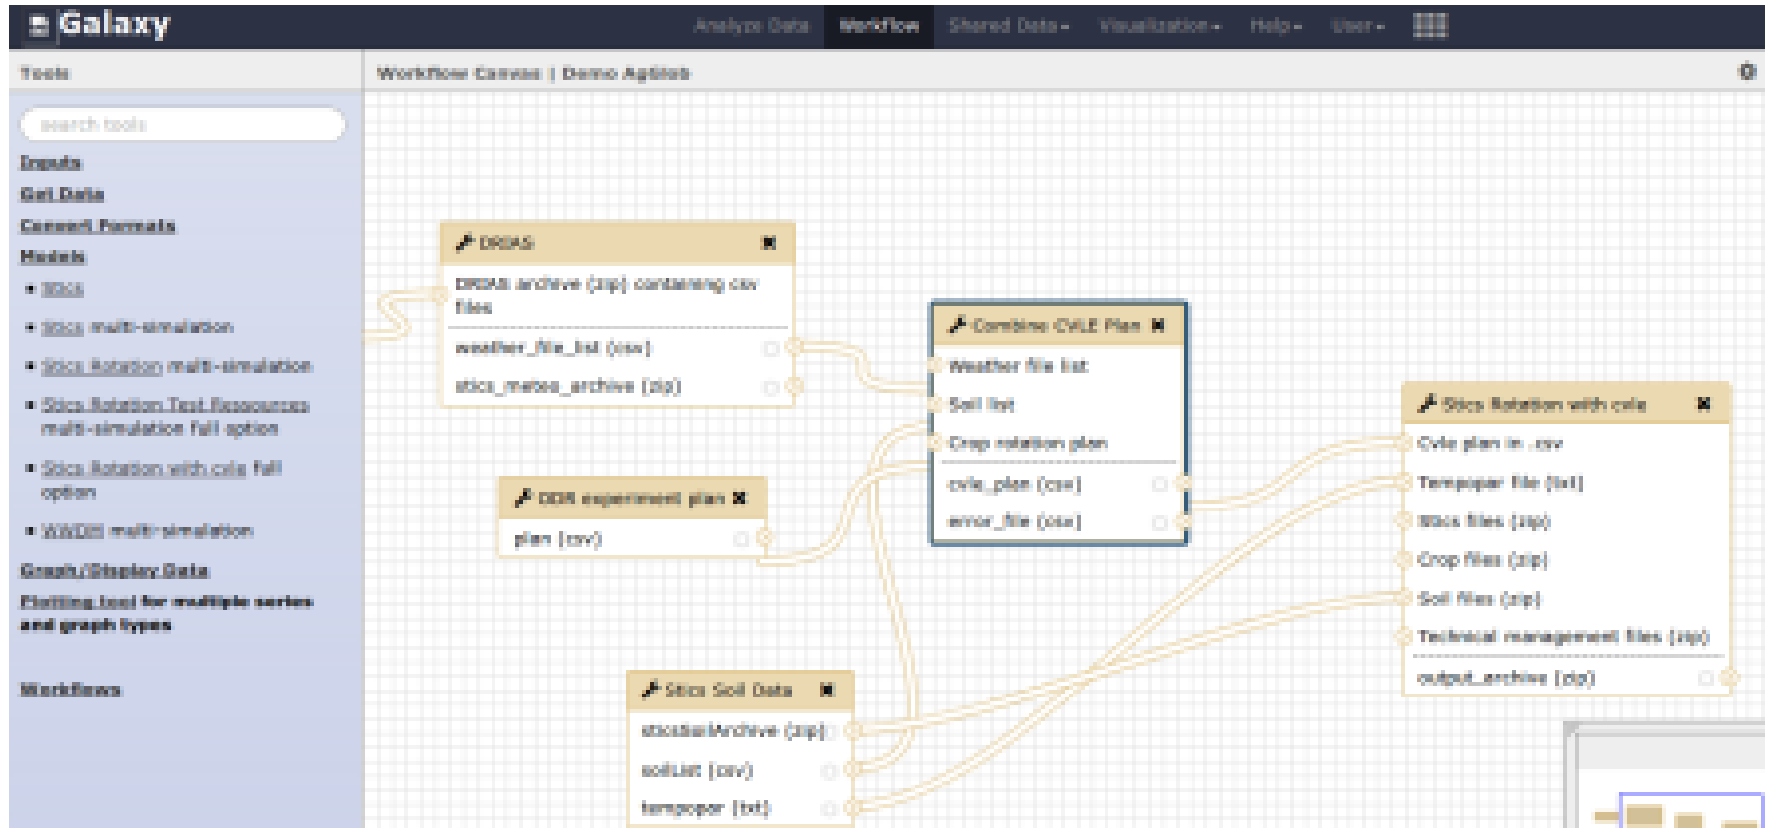 Galaxy
Analyze Data Workflow Shared Data Visualization Help User
Tools
Workflow Canvas | Demo AgGlob
search tools
Inputs
Get Data
Convert Formats
Models
Stics
Stics multi-simulation
Stics Rotation multi-simulation
Stics Rotation Test Ressources
multi-simulation full option
Stics Rotation with cvle full
option
WWDM multi-simulation
Graph/Display Data
Plotting tool for multiple series
and graph types
Workflows
DRIAS
DRIAS archive (zip) containing csv
files
weather_file_list (csv)
stics_meteo_archive (zip)
DDR experiment plan
plan (csv)
Stics Soil Data
sticsSoilArchive (zip)
soilList (csv)
tempopar (txt)
Combine CVLE Plan
Weather file list
Soil list
Crop rotation plan
cvle_plan (csv)
error_file (csv)
Stics Rotation with cvle
Cvle plan in .csv
Tempopar file (txt)
Stics files (zip)
Crop files (zip)
Soil files (zip)
Technical management files (zip)
output_archive (zip)